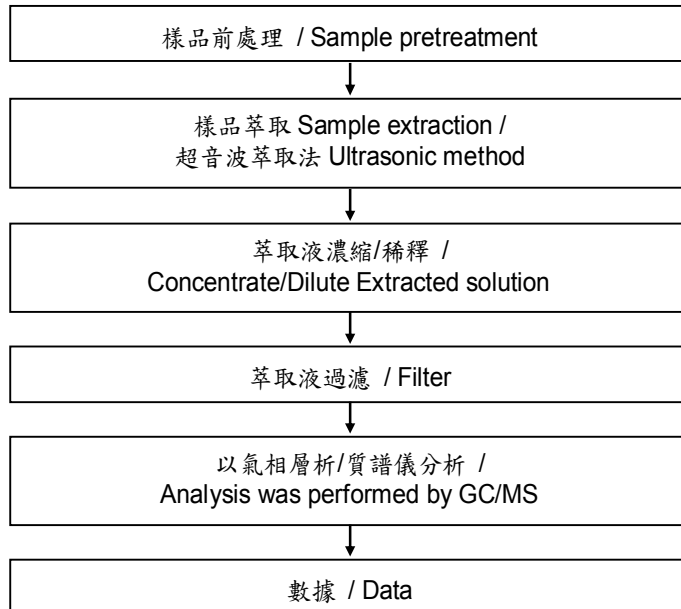 樣品前處理 / Sample pretreatment
樣品萃取 Sample extraction /
超音波萃取法 Ultrasonic method
萃取液濃縮/稀釋 /
Concentrate/Dilute Extracted solution
萃取液過濾 / Filter
以氣相層析/質譜儀分析 /
Analysis was performed by GC/MS
數據 / Data